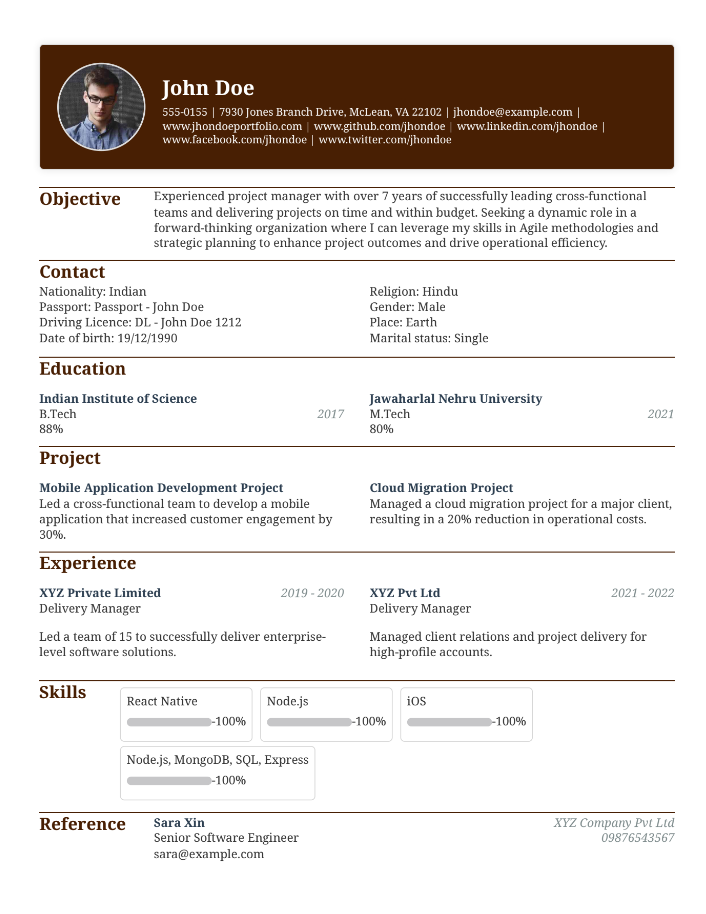 John Doe
555-0155 | 7930 Jones Branch Drive, McLean, VA 22102 | jhondoe@example.com |
www.jhondoeportfolio.com | www.github.com/jhondoe | www.linkedin.com/jhondoe |
www.facebook.com/jhondoe | www.twitter.com/jhondoe
Objective
Experienced project manager with over 7 years of successfully leading cross-functional
teams and delivering projects on time and within budget. Seeking a dynamic role in a
forward-thinking organization where I can leverage my skills in Agile methodologies and
strategic planning to enhance project outcomes and drive operational efficiency.
Contact
Nationality: Indian
Passport: Passport - John Doe
Driving Licence: DL - John Doe 1212
Date of birth: 19/12/1990
Religion: Hindu
Gender: Male
Place: Earth
Marital status: Single
Education
Indian Institute of Science
B.Tech 2017
88%
Jawaharlal Nehru University
M.Tech 2021
80%
Project
Mobile Application Development Project
Led a cross-functional team to develop a mobile
application that increased customer engagement by
30%.
Cloud Migration Project
Managed a cloud migration project for a major client,
resulting in a 20% reduction in operational costs.
Experience
XYZ Private Limited 2019 - 2020
Delivery Manager
Led a team of 15 to successfully deliver enterprise-
level software solutions.
XYZ Pvt Ltd 2021 - 2022
Delivery Manager
Managed client relations and project delivery for
high-profile accounts.
Skills
React Native
-100%
Node.js
-100%
iOS
-100%
Node.js, MongoDB, SQL, Express
-100%
Reference
Sara Xin XYZ Company Pvt Ltd
Senior Software Engineer 09876543567
sara@example.com